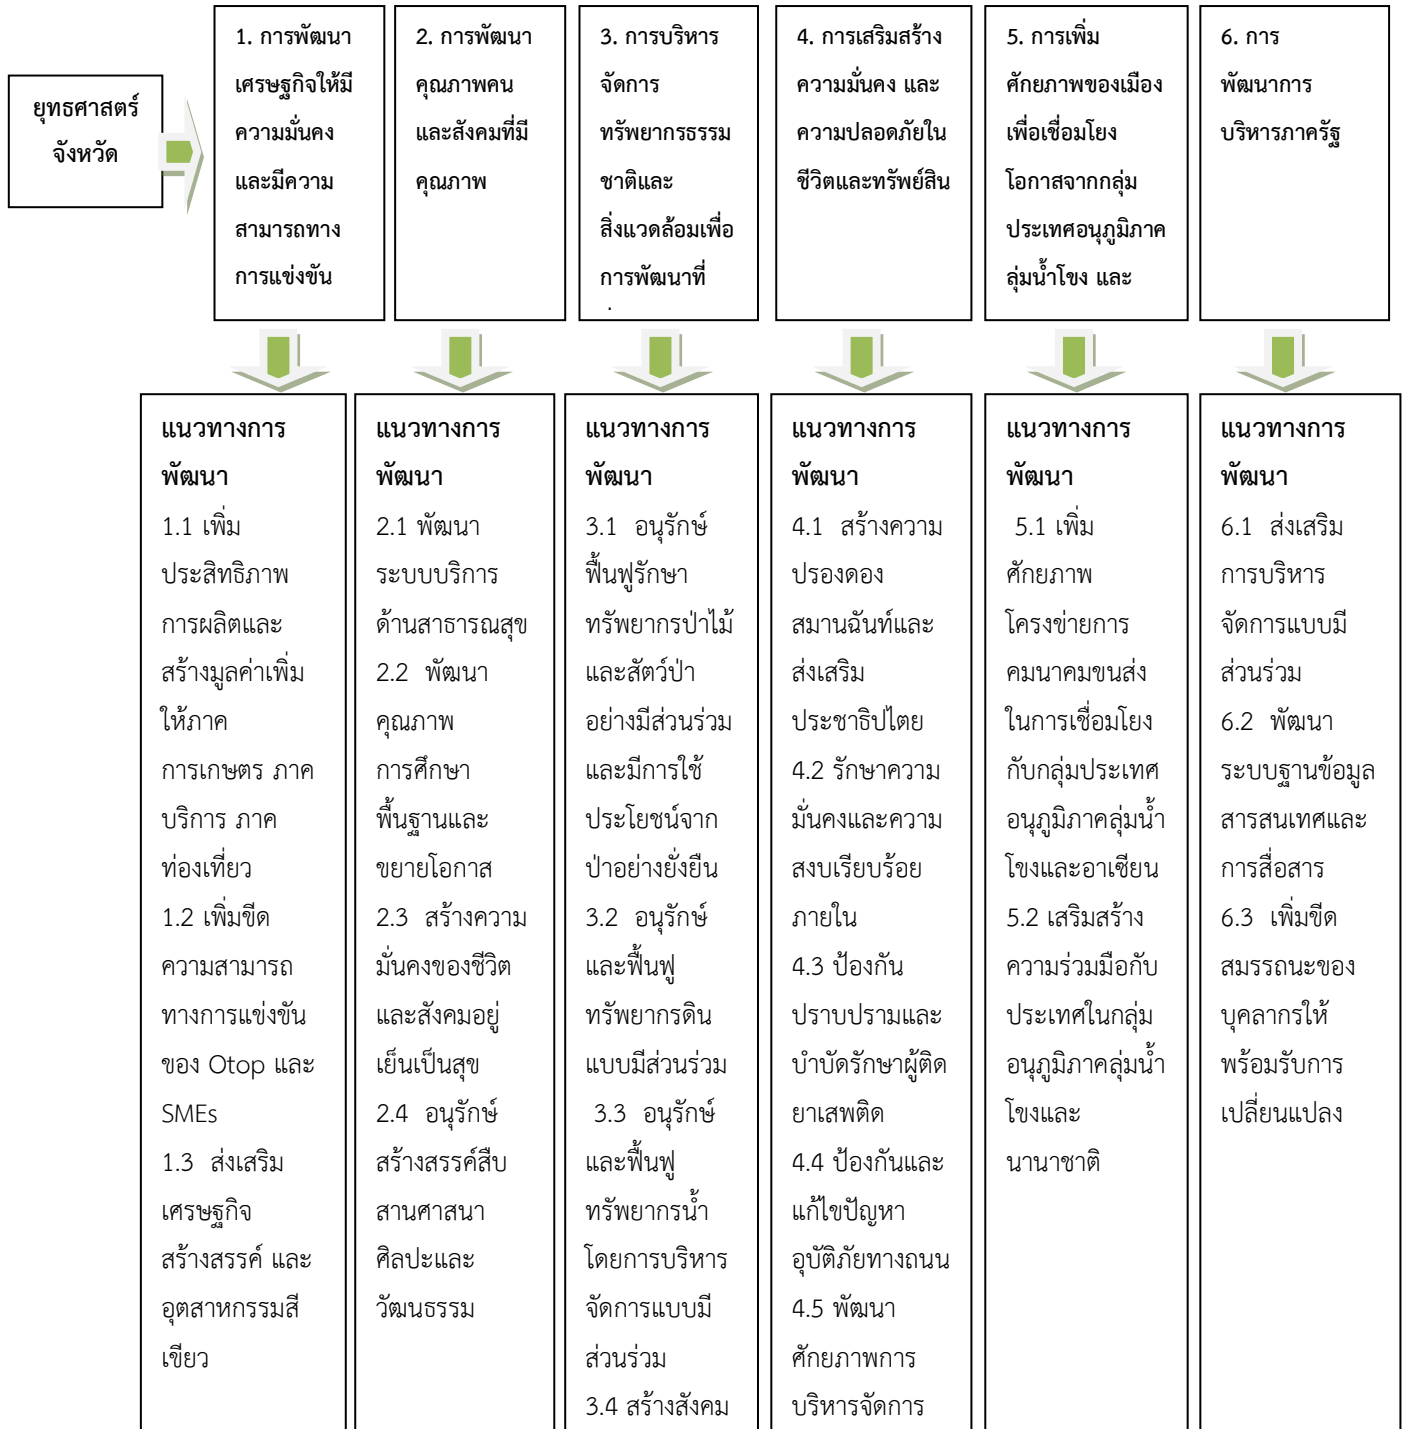 ยุทธศาสตร์
จังหวัด
1. การพัฒนา
เศรษฐกิจให้มี
ความมั่นคง
และมีความ
สามารถทาง
การแข่งขัน
2. การพัฒนา
คุณภาพคน
และสังคมที่มี
คุณภาพ
3. การบริหาร
จัดการ
ทรัพยากรธรรม
ชาติและ
สิ่งแวดล้อมเพื่อ
การพัฒนาที่
4. การเสริมสร้าง
ความมั่นคง และ
ความปลอดภัยใน
ชีวิตและทรัพย์สิน
5. การเพิ่ม
ศักยภาพของเมือง
เพื่อเชื่อมโยง
โอกาสจากกลุ่ม
ประเทศอนุภูมิภาค
ลุ่มน้ำโขง และ
6. การ
พัฒนาการ
บริหารภาครัฐ
แนวทางการ
พัฒนา
1.1 เพิ่ม
ประสิทธิภาพ
การผลิตและ
สร้างมูลค่าเพิ่ม
ให้ภาค
การเกษตร ภาค
บริการ ภาค
ท่องเที่ยว
1.2 เพิ่มขีด
ความสามารถ
ทางการแข่งขัน
ของ Otop และ
SMEs
1.3 ส่งเสริม
เศรษฐกิจ
สร้างสรรค์ และ
อุตสาหกรรมสี
เขียว
แนวทางการ
พัฒนา
2.1 พัฒนา
ระบบบริการ
ด้านสาธารณสุข
2.2 พัฒนา
คุณภาพ
การศึกษา
พื้นฐานและ
ขยายโอกาส
2.3 สร้างความ
มั่นคงของชีวิต
และสังคมอยู่
เย็นเป็นสุข
2.4 อนุรักษ์
สร้างสรรค์สืบ
สานศาสนา
ศิลปะและ
วัฒนธรรม
แนวทางการ
พัฒนา
3.1 อนุรักษ์
ฟื้นฟูรักษา
ทรัพยากรป่าไม้
และสัตว์ป่า
อย่างมีส่วนร่วม
และมีการใช้
ประโยชน์จาก
ป่าอย่างยั่งยืน
3.2 อนุรักษ์
และฟื้นฟู
ทรัพยากรดิน
แบบมีส่วนร่วม
3.3 อนุรักษ์
และฟื้นฟู
ทรัพยากรน้ำ
โดยการบริหาร
จัดการแบบมี
ส่วนร่วม
3.4 สร้างสังคม
แนวทางการ
พัฒนา
4.1 สร้างความ
ปรองดอง
สมานฉันท์และ
ส่งเสริม
ประชาธิปไตย
4.2 รักษาความ
มั่นคงและความ
สงบเรียบร้อย
ภายใน
4.3 ป้องกัน
ปราบปรามและ
บำบัดรักษาผู้ติด
ยาเสพติด
4.4 ป้องกันและ
แก้ไขปัญหา
อุบัติภัยทางถนน
4.5 พัฒนา
ศักยภาพการ
บริหารจัดการ
แนวทางการ
พัฒนา
5.1 เพิ่ม
ศักยภาพ
โครงข่ายการ
คมนาคมขนส่ง
ในการเชื่อมโยง
กับกลุ่มประเทศ
อนุภูมิภาคลุ่มน้ำ
โขงและอาเซียน
5.2 เสริมสร้าง
ความร่วมมือกับ
ประเทศในกลุ่ม
อนุภูมิภาคลุ่มน้ำ
โขงและ
นานาชาติ
แนวทางการ
พัฒนา
6.1 ส่งเสริม
การบริหาร
จัดการแบบมี
ส่วนร่วม
6.2 พัฒนา
ระบบฐานข้อมูล
สารสนเทศและ
การสื่อสาร
6.3 เพิ่มขีด
สมรรถนะของ
บุคลากรให้
พร้อมรับการ
เปลี่ยนแปลง